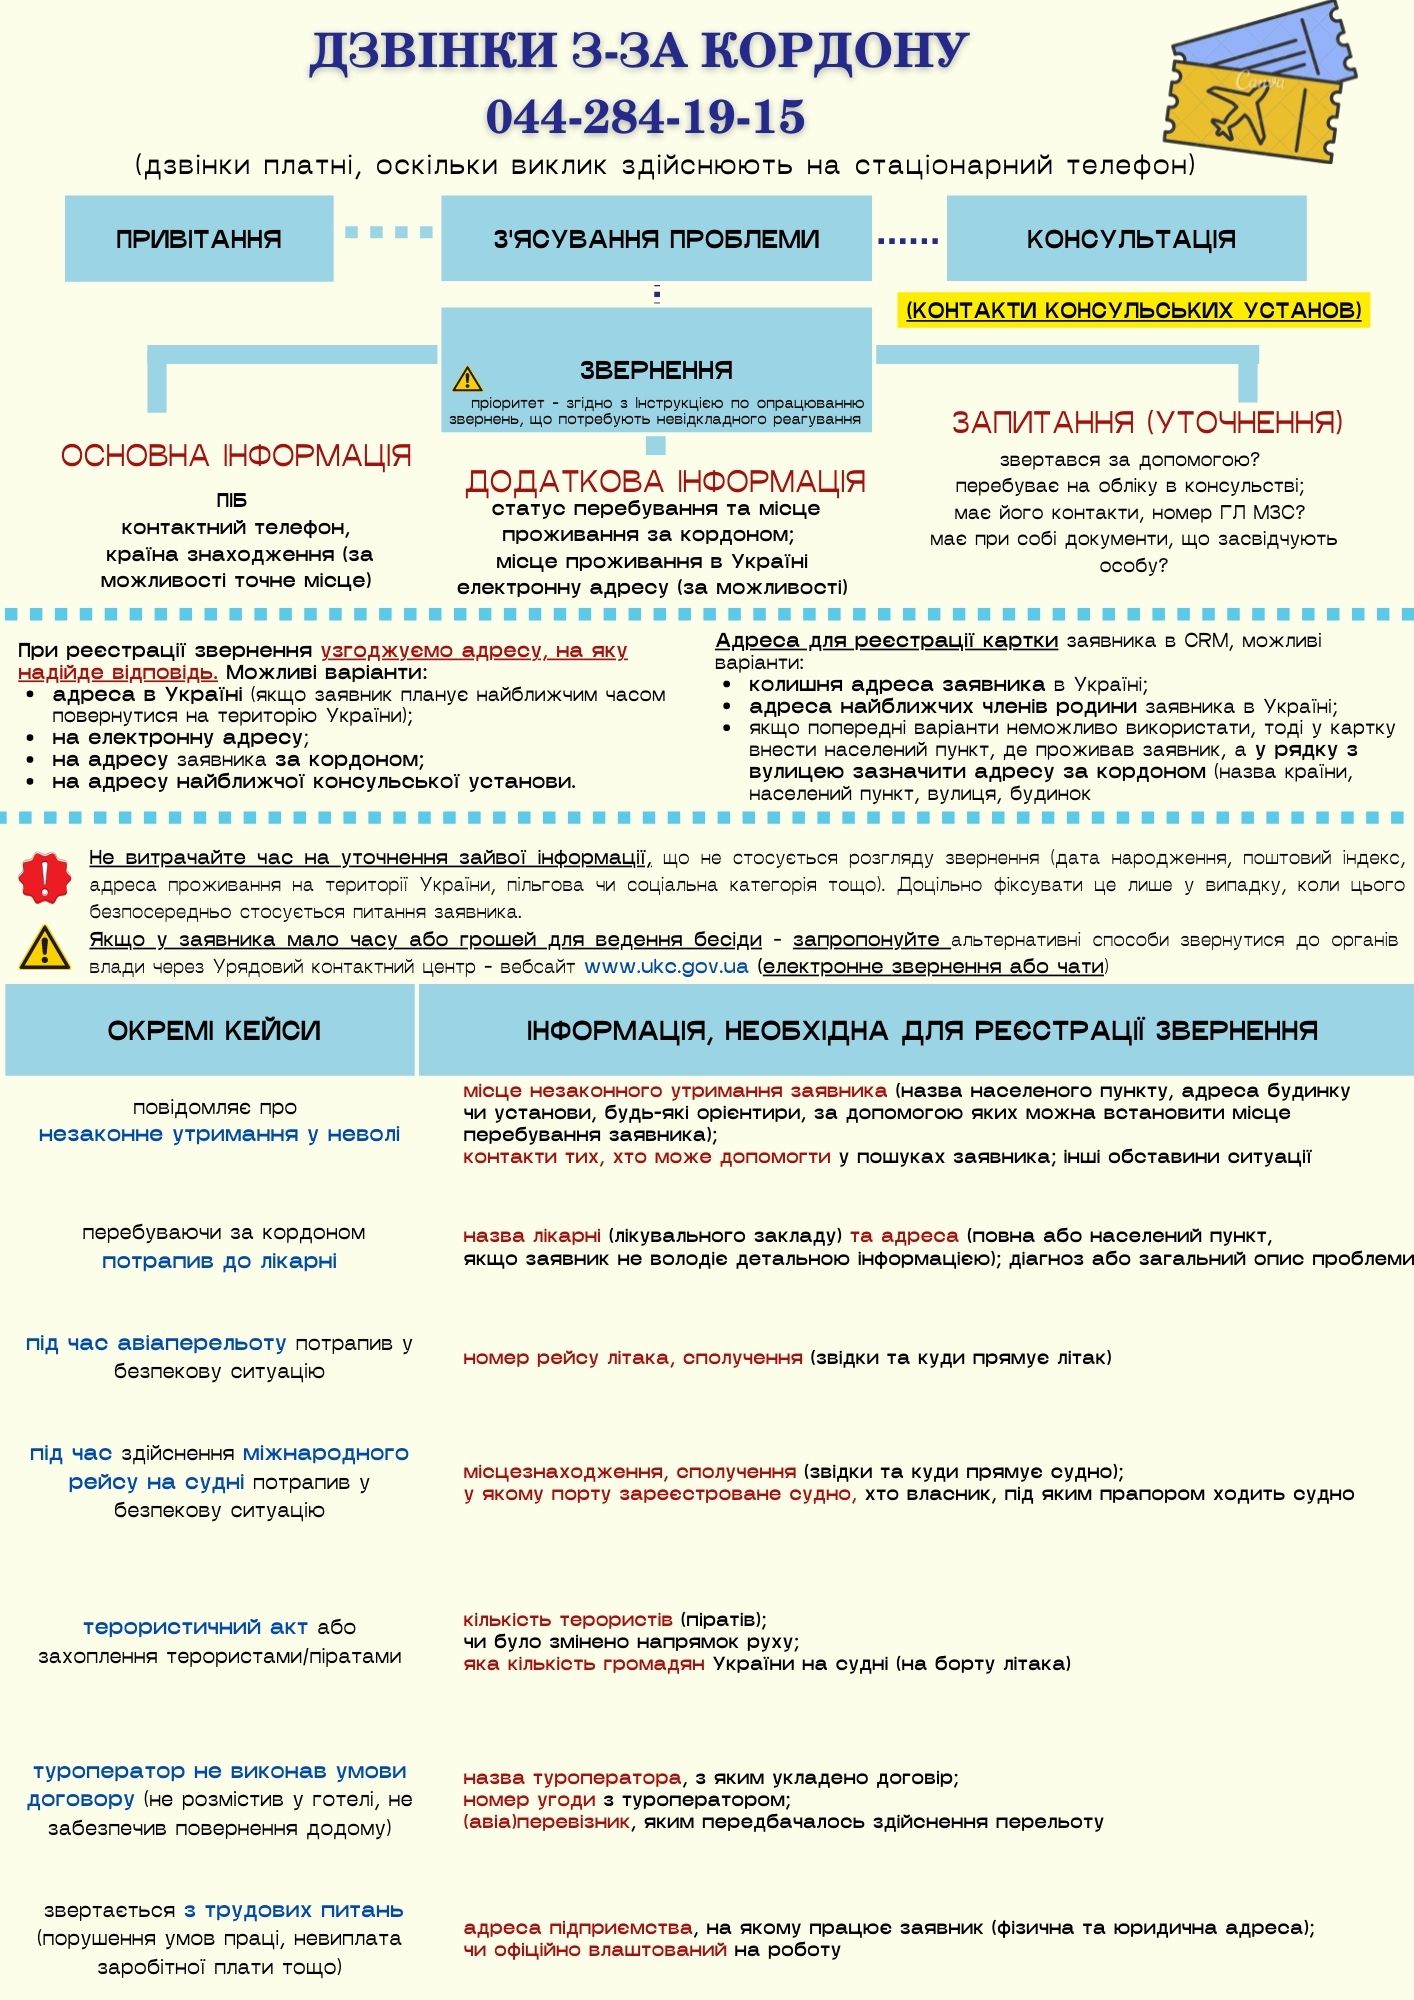 ДЗВІНКИ З-ЗА КОРДОНУ
044-284-19-15
(дзвінки платні, оскільки виклик здійснюють на стаціонарний телефон)
Canva
ПРИВІТАННЯ
З'ЯСУВАННЯ ПРОБЛЕМИ
КОНСУЛЬТАЦІЯ
(КОНТАКТИ КОНСУЛЬСЬКИХ УСТАНОВ)
ЗВЕРНЕННЯ
пріоритет - згідно з Інструкцією по опрацюванню
звернень, що потребують невідкладного реагування
ОСНОВНА ІНФОРМАЦІЯ
ПІБ
контактний телефон,
країна знаходження (за
можливості точне місце)
ДОДАТКОВА ІНФОРМАЦІЯ
статус перебування та місце
проживання за кордоном;
місце проживання в Україні
електронну адресу (за можливості)
ЗАПИТАННЯ (УТОЧНЕННЯ)
звертався за допомогою?
перебуває на обліку в консульстві;
має його контакти, номер ГЛ МЗС?
має при собі документи, що засвідчують
особу?
При реєстрації звернення узгоджуємо адресу, на яку
надійде відповідь. Можливі варіанти:
• адреса в Україні (якщо заявник планує найближчим часом
повернутися на територію України);
• на електронну адресу;
• на адресу заявника за кордоном;
• на адресу найближчої консульської установи.
Адреса для реєстрації картки заявника в CRM, можливі
варіанти:
• колишня адреса заявника в Україні;
• адреса найближчих членів родини заявника в Україні;
• якщо попередні варіанти неможливо використати, тоді у картку
внести населений пункт, де проживав заявник, а у рядку з
вулицею зазначити адресу за кордоном (назва країни,
населений пункт, вулиця, будинок
Не витрачайте час на уточнення зайвої інформації, що не стосується розгляду звернення (дата народження, поштовий індекс,
адреса проживання на території України, пільгова чи соціальна категорія тощо). Доцільно фіксувати це лише у випадку, коли цього
безпосередньо стосується питання заявника.
Якщо у заявника мало часу або грошей для ведення бесіди - запропонуйте альтернативні способи звернутися до органів
влади через Урядовий контактний центр - вебсайт www.ukc.gov.ua (електронне звернення або чати)
ОКРЕМІ КЕЙСИ
ІНФОРМАЦІЯ, НЕОБХІДНА ДЛЯ РЕЄСТРАЦІЇ ЗВЕРНЕННЯ
повідомляє про
незаконне утримання у неволі
місце незаконного утримання заявника (назва населеного пункту, адреса будинку
чи установи, будь-які орієнтири, за допомогою яких можна встановити місце
перебування заявника);
контакти тих, хто може допомогти у пошуках заявника; інші обставини ситуації
перебуваючи за кордоном
потрапив до лікарні
назва лікарні (лікувального закладу) та адреса (повна або населений пункт,
якщо заявник не володіє детальною інформацією); діагноз або загальний опис проблеми
під час авіаперельоту потрапив у
безпекову ситуацію
номер рейсу літака, сполучення (звідки та куди прямує літак)
під час здійснення міжнародного
рейсу на судні потрапив у
безпекову ситуацію
місцезнаходження, сполучення (звідки та куди прямує судно);
у якому порту зареєстроване судно, хто власник, під яким прапором ходить судно
терористичний акт або
захоплення терористами/піратами
кількість терористів (піратів);
чи було змінено напрямок руху;
яка кількість громадян України на судні (на борту літака)
туроператор не виконав умови
договору (не розмістив у готелі, не
забезпечив повернення додому)
назва туроператора, з яким укладено договір;
номер угоди з туроператором;
(авіа)перевізник, яким передбачалось здійснення перельоту
звертається з трудових питань
(порушення умов праці, невиплата
заробітної плати тощо)
адреса підприємства, на якому працює заявник (фізична та юридична адреса);
чи офіційно влаштований на роботу